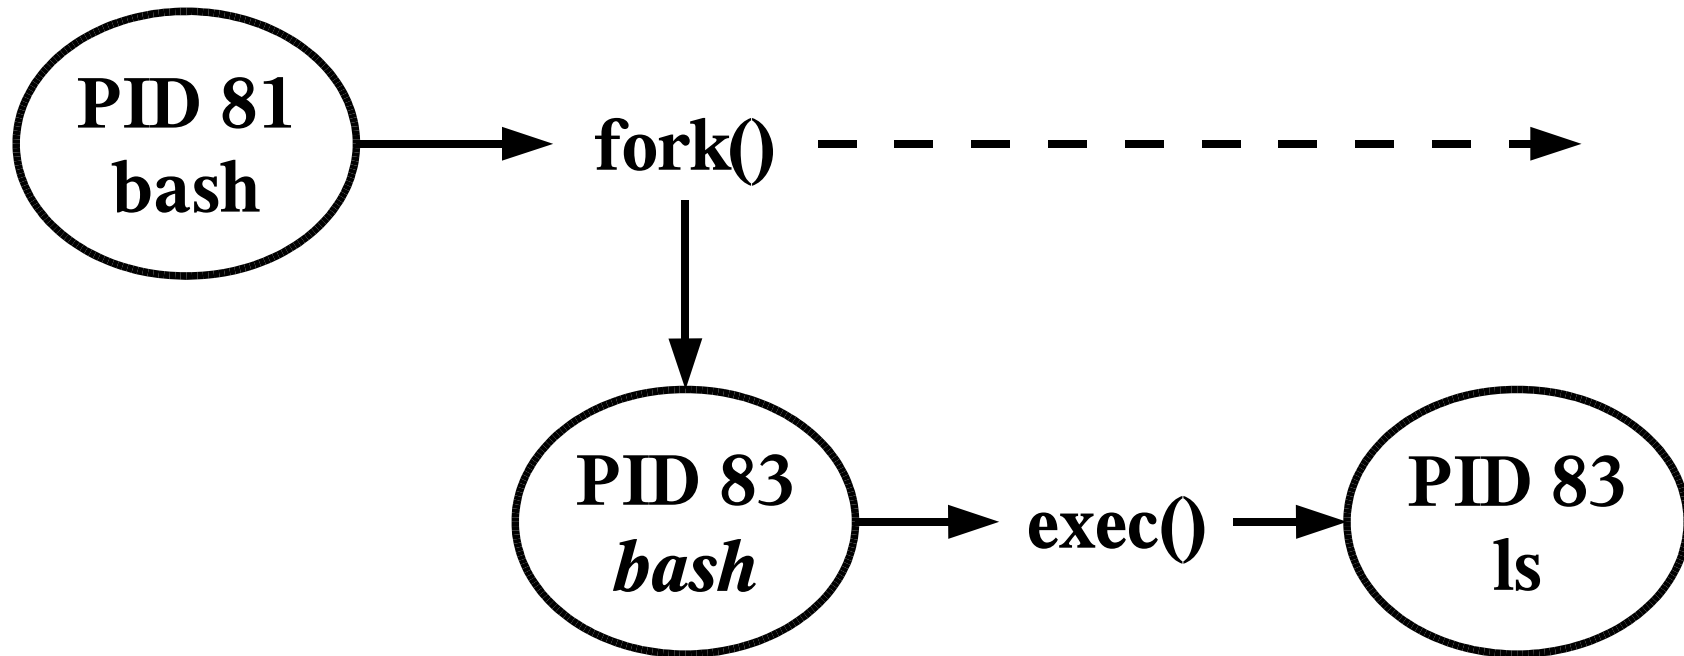 PID 81
bash
fork()
PID 83
bash
exec()
PID 83
ls